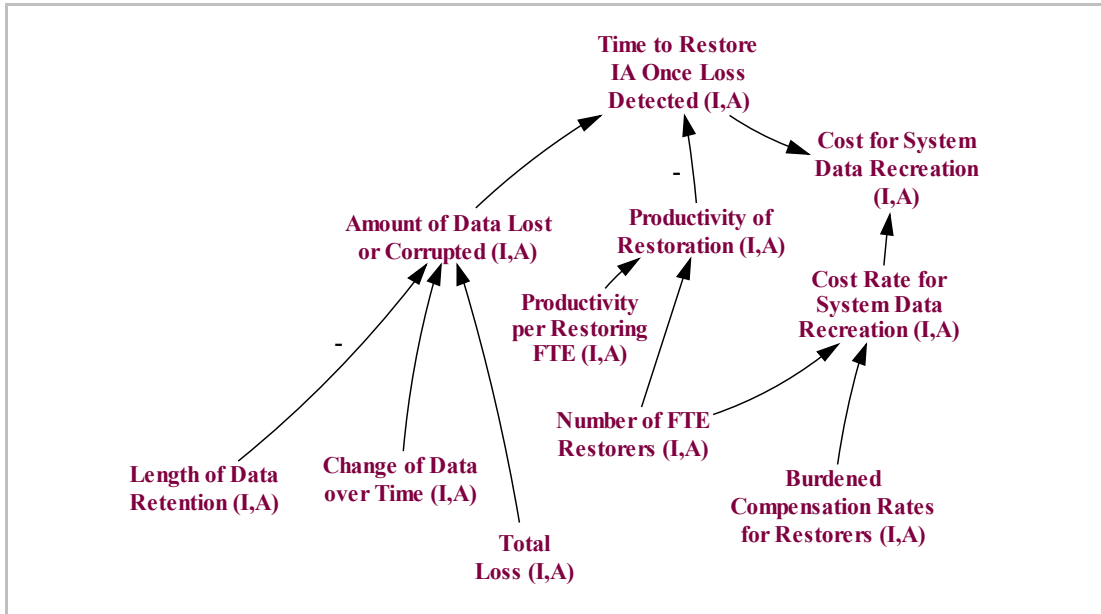 Time to Restore
IA Once Loss
Detected (I,A)
Cost for System
Data Recreation
(I,A)
-
Amount of Data Lost
or Corrupted (I,A)
Productivity of
Restoration (I,A)
Cost Rate for
System Data
Recreation (I,A)
Productivity
per Restoring
FTE (I,A)
-
Number of FTE
Restorers (I,A)
Length of Data
Retention (I,A)
Change of Data
over Time (I,A)
Burdened
Compensation Rates
for Restorers (I,A)
Total
Loss (I,A)